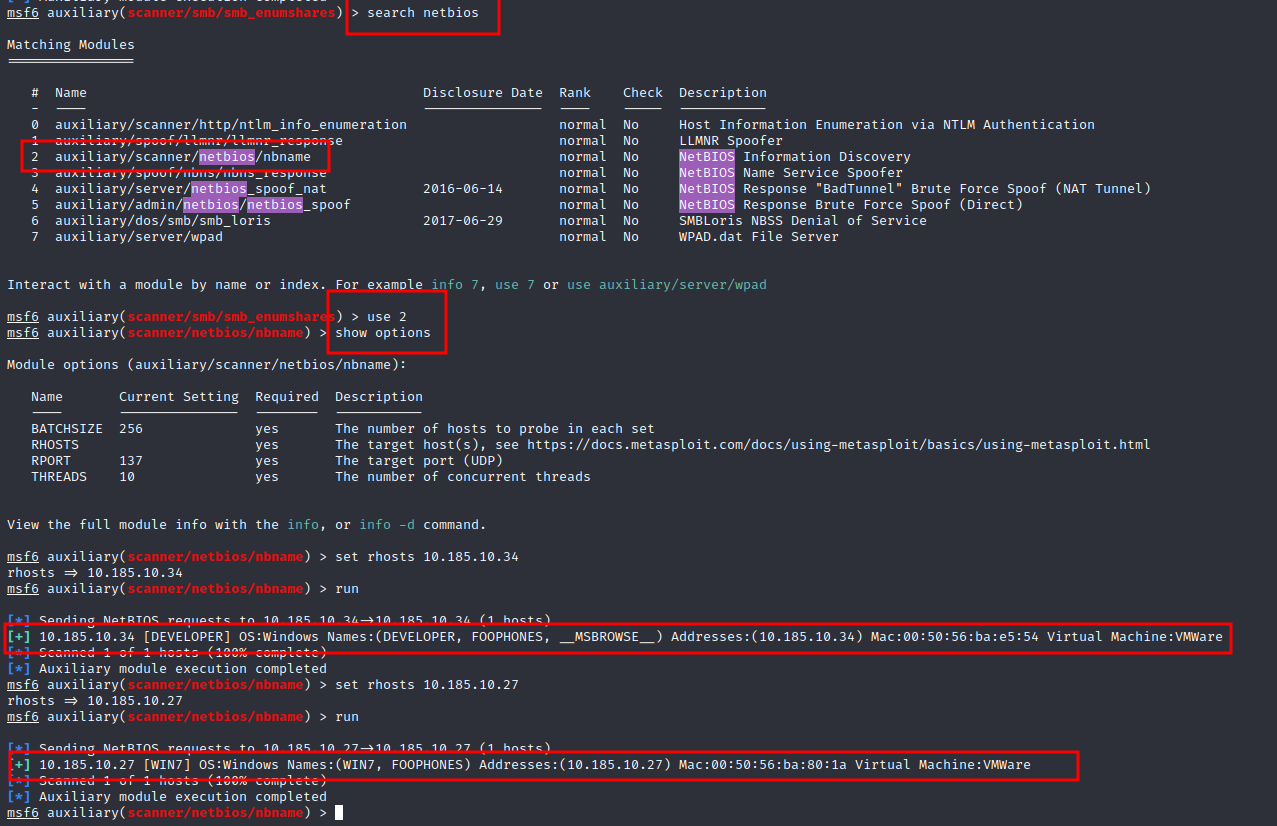 msf6 auxiliary(scanner/smb/smb_enumshares) > search netbios
Matching Modules
================
# Name Disclosure Date Rank Check Description
- ---- --------------- ---- ----- -----------
0 auxiliary/scanner/http/ntlm_info_enumeration normal No Host Information Enumeration via NTLM Authentication
1 auxiliary/spoof/llmnr/llmnr_response normal No LLMNR Spoofer
2 auxiliary/scanner/netbios/nbname normal No NetBIOS Information Discovery
3 auxiliary/spoof/nbns/nbns_response normal No NetBIOS Name Service Spoofer
4 auxiliary/server/netbios_spoof_nat 2016-06-14 normal No NetBIOS Response "BadTunnel" Brute Force Spoof (NAT Tunnel)
5 auxiliary/admin/netbios/netbios_spoof normal No NetBIOS Response Brute Force Spoof (Direct)
6 auxiliary/dos/smb/smb_loris 2017-06-29 normal No SMBLoris NBSS Denial of Service
7 auxiliary/server/wpad normal No WPAD.dat File Server
Interact with a module by name or index. For example info 7, use 7 or use auxiliary/server/wpad
msf6 auxiliary(scanner/smb/smb_enumshares) > use 2
msf6 auxiliary(scanner/netbios/nbname) > show options
Module options (auxiliary/scanner/netbios/nbname):
Name Current Setting Required Description
---- --------------- -------- -----------
BATCHSIZE 256 yes The number of hosts to probe in each set
RHOSTS yes The target host(s), see https://docs.metasploit.com/docs/using-metasploit/basics/using-metasploit.html
RPORT 137 yes The target port (UDP)
THREADS 10 yes The number of concurrent threads
View the full module info with the info, or info -d command.
msf6 auxiliary(scanner/netbios/nbname) > set rhosts 10.185.10.34
rhosts => 10.185.10.34
msf6 auxiliary(scanner/netbios/nbname) > run
[*] Sending NetBIOS requests to 10.185.10.34->10.185.10.34 (1 hosts)
[+] 10.185.10.34 [DEVELOPER] OS:Windows Names:(DEVELOPER, FOOPHONES, __MSBROWSE__) Addresses:(10.185.10.34) Mac:00:50:56:ba:e5:54 Virtual Machine:VMWare
[*] Scanned 1 of 1 hosts (100% complete)
[*] Auxiliary module execution completed
msf6 auxiliary(scanner/netbios/nbname) > set rhosts 10.185.10.27
rhosts => 10.185.10.27
msf6 auxiliary(scanner/netbios/nbname) > run
[*] Sending NetBIOS requests to 10.185.10.27->10.185.10.27 (1 hosts)
[+] 10.185.10.27 [WIN7] OS:Windows Names:(WIN7, FOOPHONES) Addresses:(10.185.10.27) Mac:00:50:56:ba:80:1a Virtual Machine:VMWare
[*] Scanned 1 of 1 hosts (100% complete)
[*] Auxiliary module execution completed
msf6 auxiliary(scanner/netbios/nbname) >